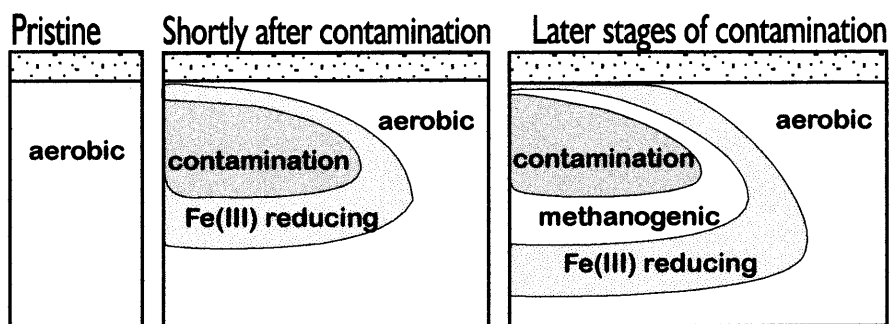 Pristine
aerobic
Shortly after contamination
aerobic
contamination
Fe(III) reducing
Later stages of contamination
aerobic
contamination
methanogenic
Fe(III) reducing